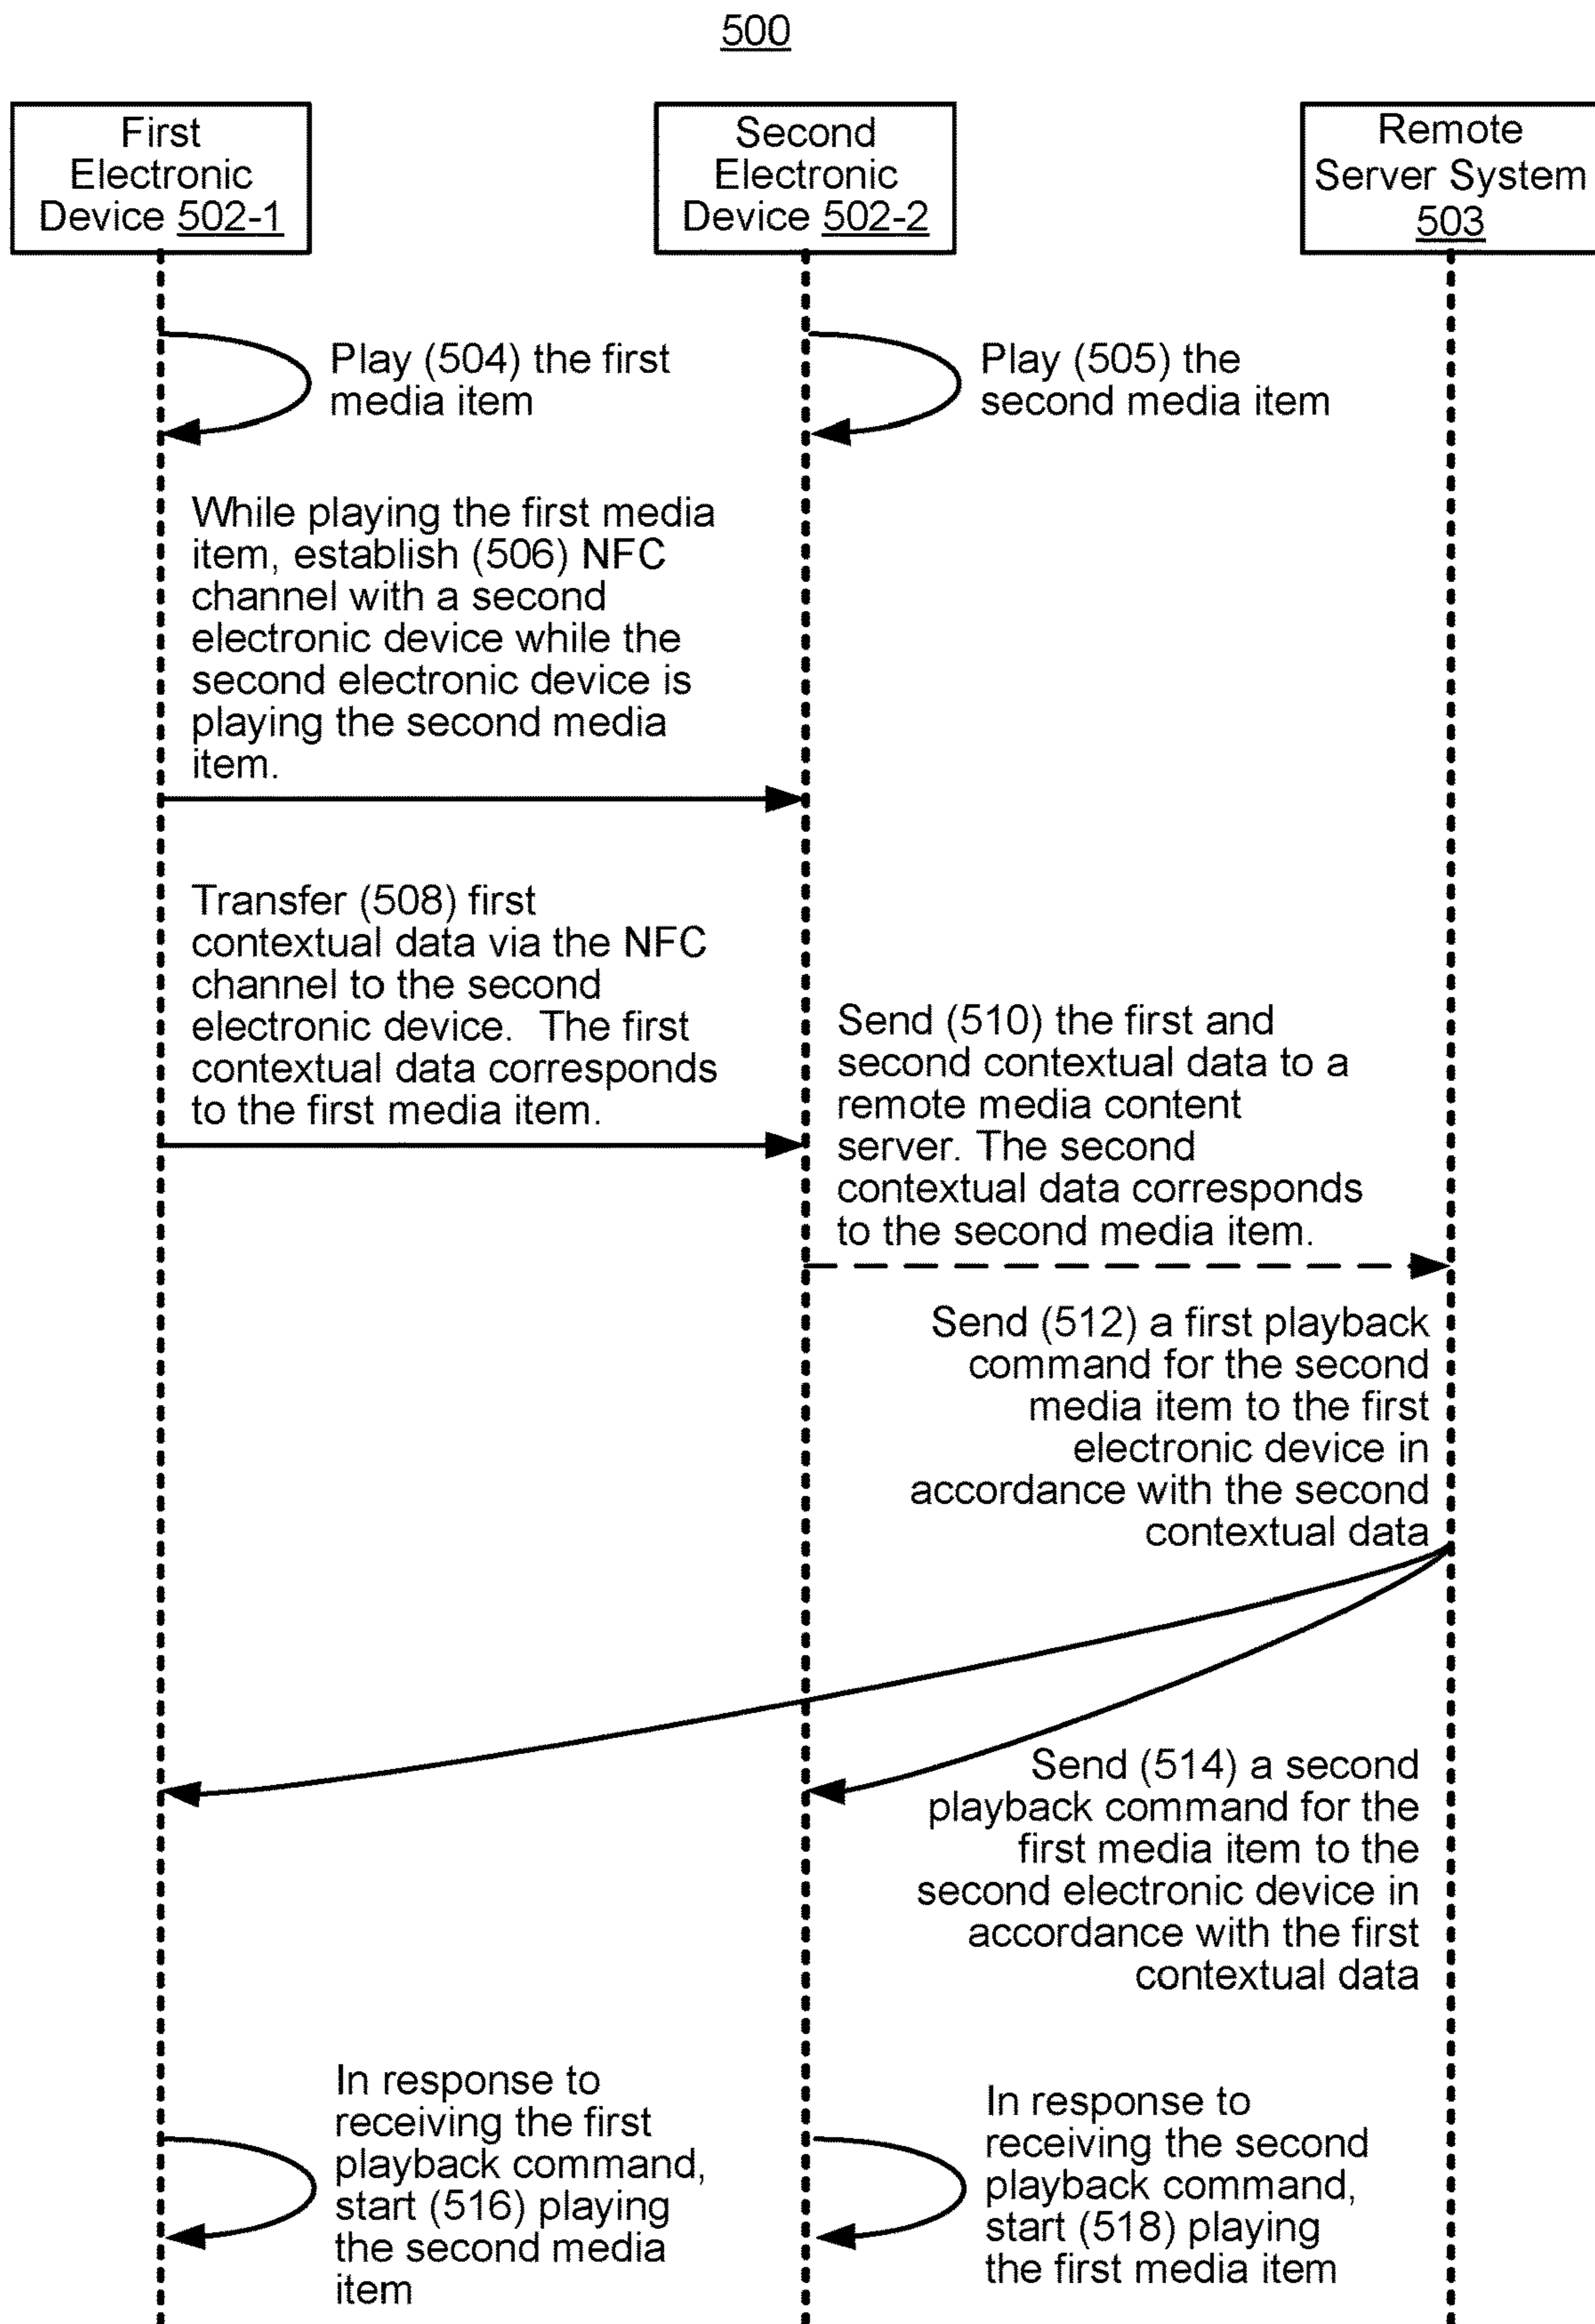 500
First
Electronic
Device 502-1
Second
Electronic
Device 502-2
Remote
Server System
503
Play (504) the first
media item
Play (505) the
second media item
While playing the first media
item, establish (506) NFC
channel with a second
electronic device while the
second electronic device is
playing the second media
item.
Transfer (508) first
contextual data via the NFC
channel to the second
electronic device.  The first
contextual data corresponds
to the first media item.
Send (510) the first and
second contextual data to a
remote media content
server. The second
contextual data corresponds
to the second media item.
Send (512) a first playback
command for the second
media item to the first
electronic device in
accordance with the second
contextual data
Send (514) a second
playback command for the
first media item to the
second electronic device in
accordance with the first
contextual data
In response to
receiving the first
playback command,
start (516) playing
the second media
item
In response to
receiving the second
playback command,
start (518) playing
the first media item